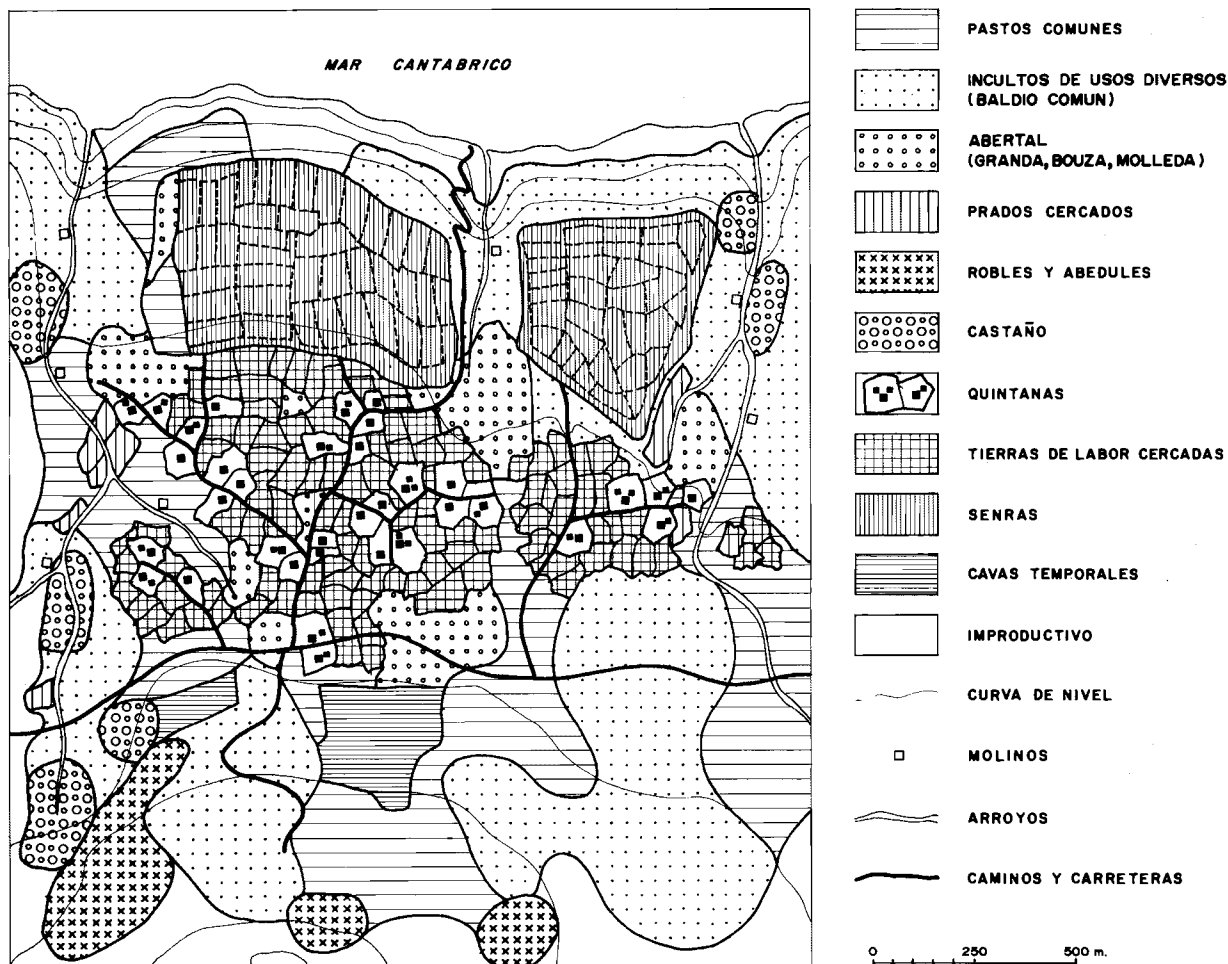 MAR CANTABRICO
PASTOS COMUNES
INCULTOS DE USOS DIVERSOS
(BALDIO COMUN)
ABERTAL
(GRANDA, BOUZA, MOLLEDA)
PRADOS CERCADOS
ROBLES Y ABEDULES
CASTAÑO
QUINTANAS
TIERRAS DE LABOR CERCADAS
SENRAS
CAVAS TEMPORALES
IMPRODUCTIVO
CURVA DE NIVEL
MOLINOS
ARROYOS
CAMINOS Y CARRETERAS
0 250 500 m.